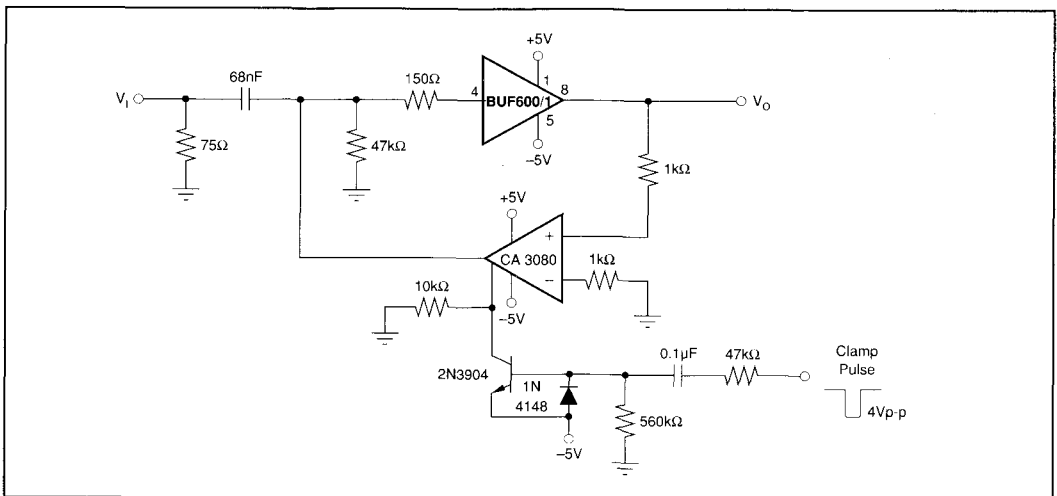 +5V
68nF
150Ω
1
V_I
4
BUF600/1
8
V_O
5
75Ω
47kΩ
–5V
1kΩ
+5V
+
CA 3080
1kΩ
–
10kΩ
–5V
0.1µF
47kΩ
Clamp
Pulse
2N3904
1N
4148
560kΩ
4Vp-p
–5V